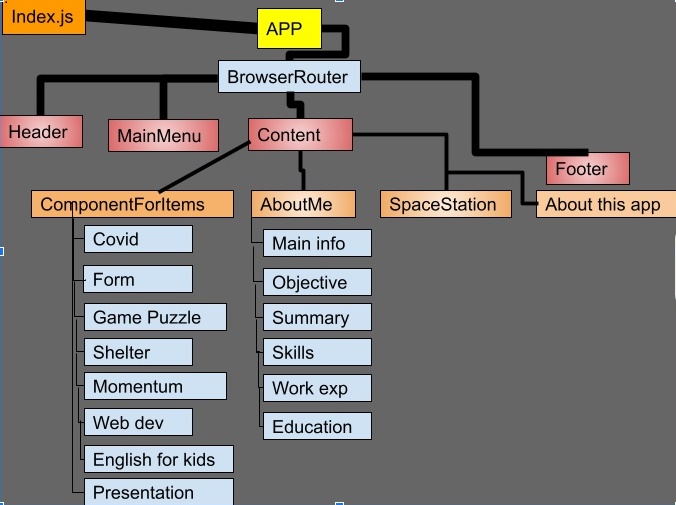 Index.js
APP
BrowserRouter
Header
MainMenu
Content
Footer
ComponentForItems
AboutMe
SpaceStation
About this app
Covid
Form
Game Puzzle
Shelter
Momentum
Web dev
English for kids
Presentation
Main info
Objective
Summary
Skills
Work exp
Education